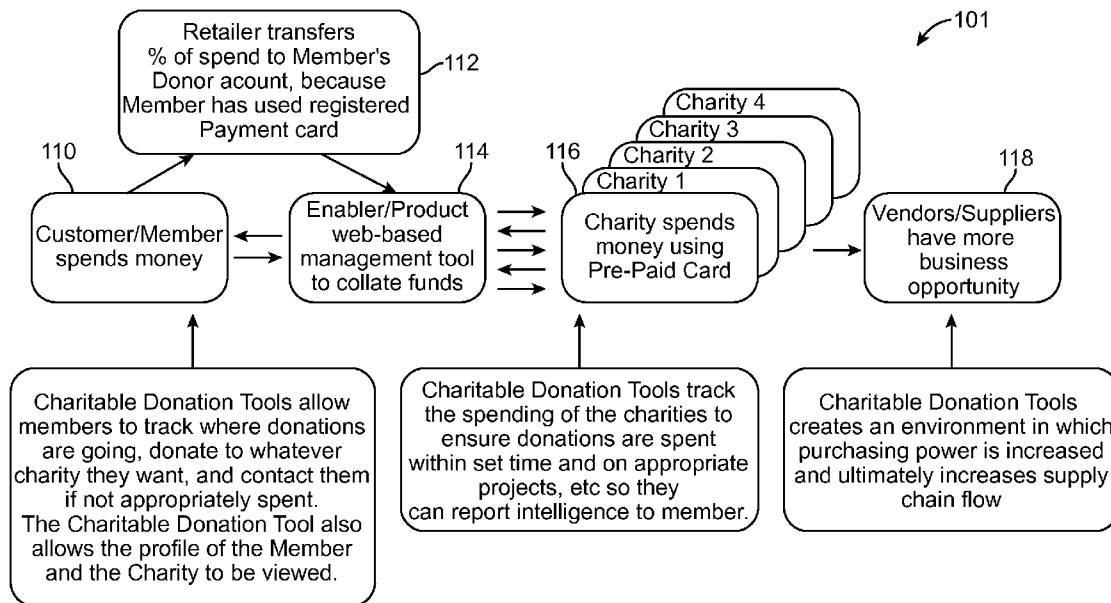 Retailer transfers
% of spend to Member's
Donor acount, because
Member has used registered
Payment card
112
101
110
Customer/Member
spends money
114
Enabler/Product
web-based
management tool
to collate funds
116
Charity 4
Charity 3
Charity 2
Charity 1
Charity spends
money using
Pre-Paid Card
118
Vendors/Suppliers
have more
business
opportunity
Charitable Donation Tools allow
members to track where donations
are going, donate to whatever
charity they want, and contact them
if not appropriately spent.
The Charitable Donation Tool also
allows the profile of the Member
and the Charity to be viewed.
Charitable Donation Tools track
the spending of the charities to
ensure donations are spent
within set time and on appropriate
projects, etc so they
can report intelligence to member.
Charitable Donation Tools
creates an environment in which
purchasing power is increased
and ultimately increases supply
chain flow